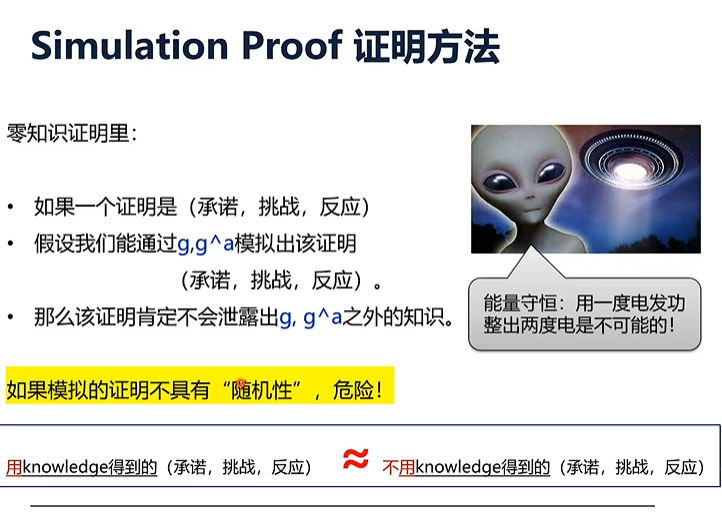 Simulation Proof 证明方法
零知识证明里：
• 如果一个证明是（承诺，挑战，反应）
• 假设我们能通过g,g^a模拟出该证明
（承诺，挑战，反应）。
• 那么该证明肯定不会泄露出g, g^a之外的知识。
能量守恒：用一度电发功
整出两度电是不可能的！
如果模拟的证明不具有“随机性”，危险！
用knowledge得到的（承诺，挑战，反应） ≈ 不用knowledge得到的（承诺，挑战，反应）